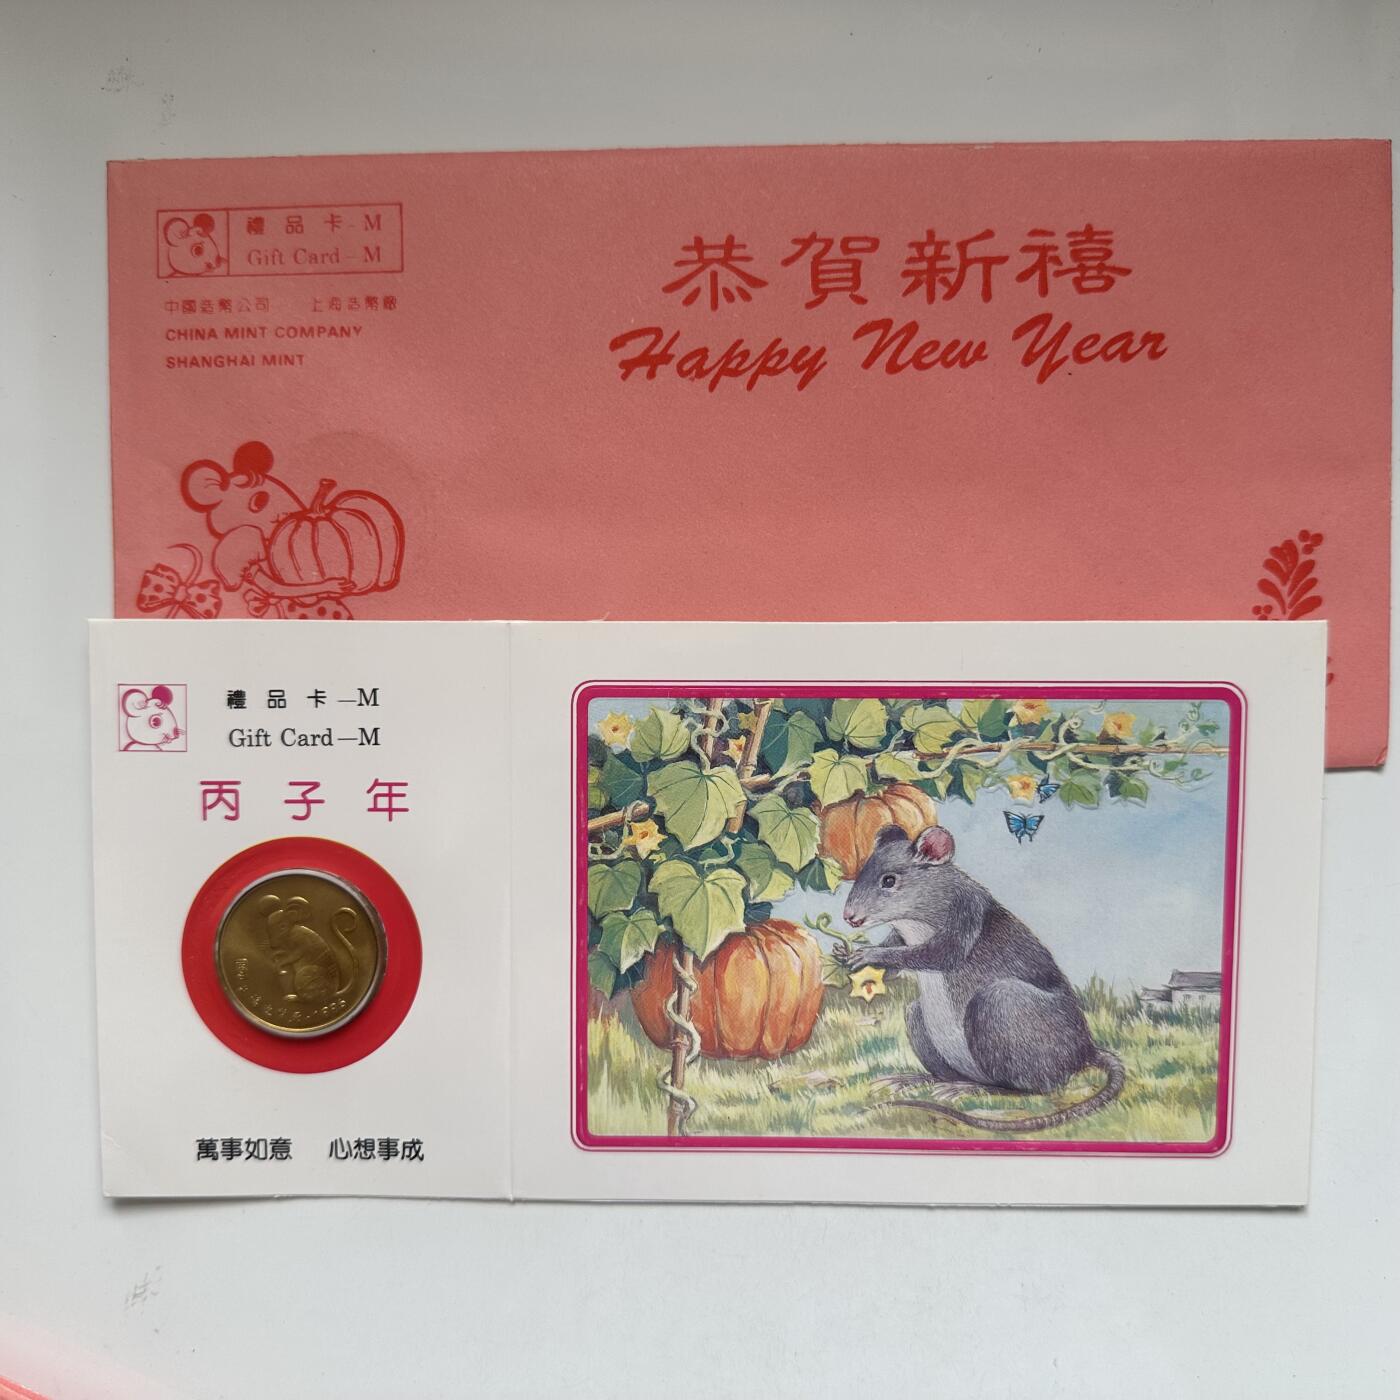 禮品卡-M
Gift Card-M
中國造幣公司 上海造幣廠
CHINA MINT COMPANY
SHANGHAI MINT
恭賀新禧
Happy New Year
禮品卡—M
Gift Card—M
丙子年
1996
萬事如意 心想事成